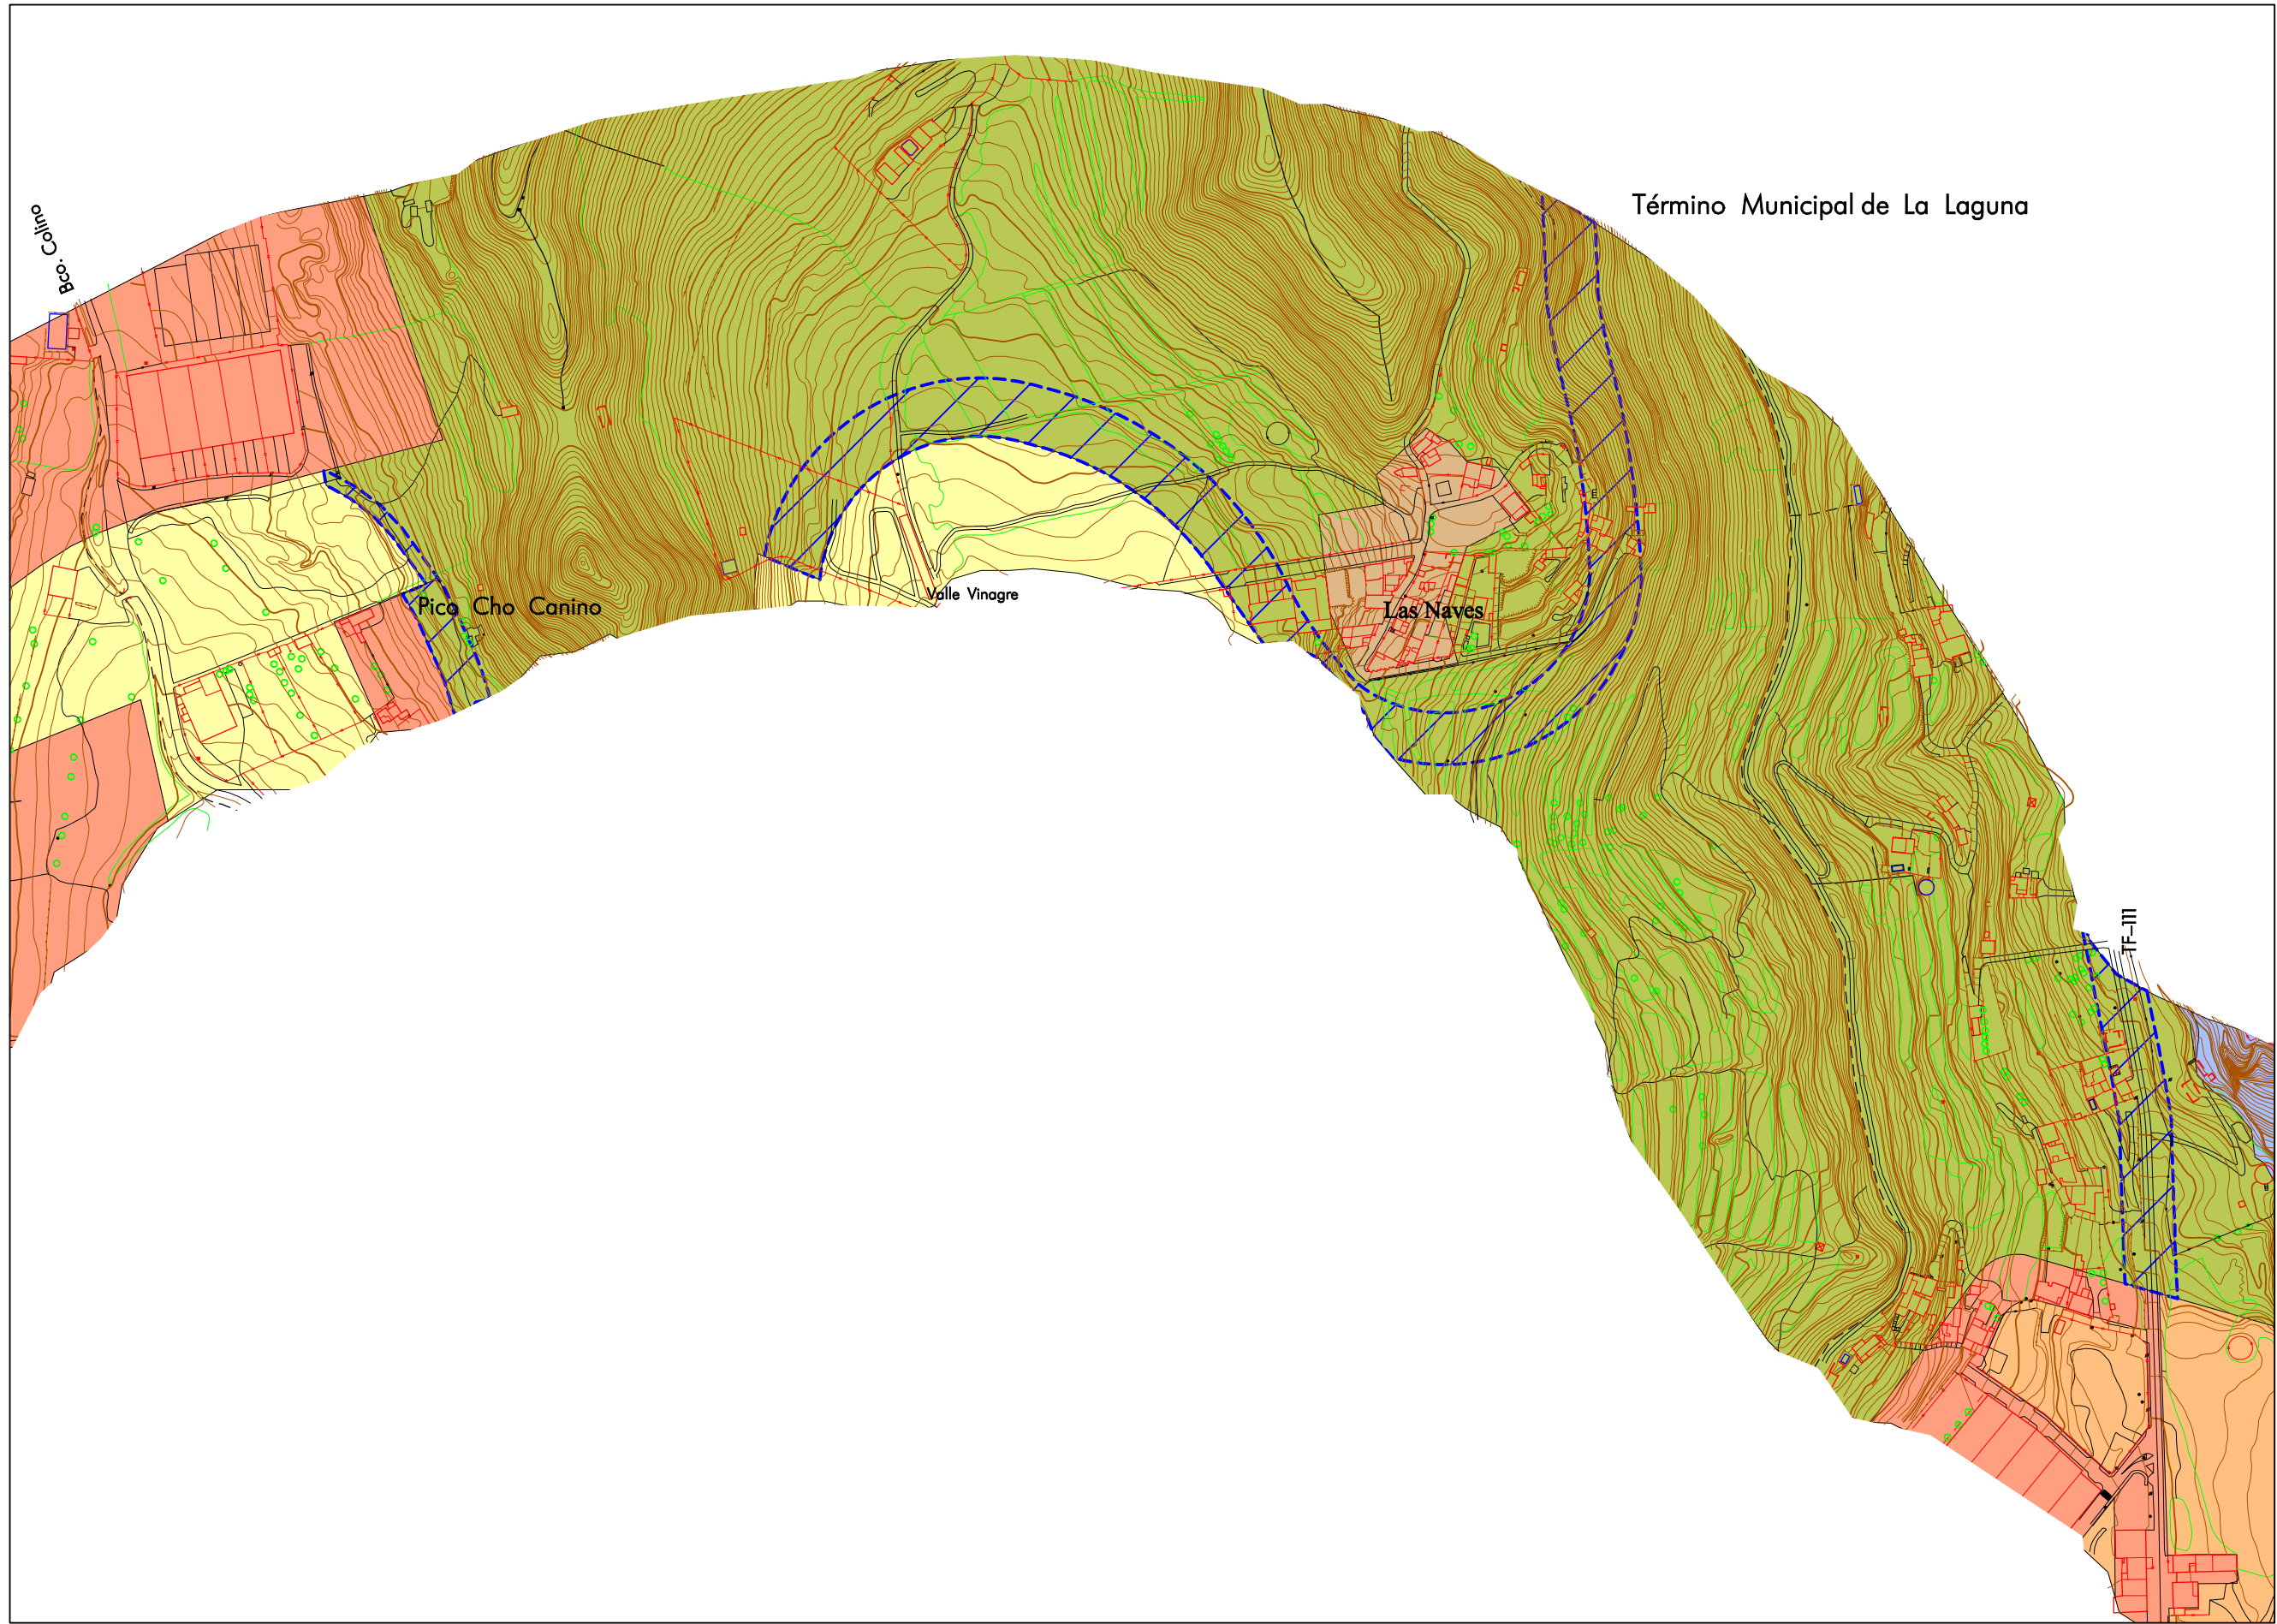 Término Municipal de La Laguna
Bco. Colino
Pico Cho Canino
Valle Vinagre
Las Naves
TF-111